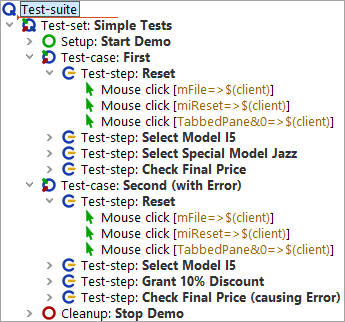 Test-suite
Test-set: Simple Tests
Setup: Start Demo
Test-case: First
Test-step: Reset
Mouse click [mFile=>$(client)]
Mouse click [miReset=>$(client)]
Mouse click [TabbedPane&0=>$(client)]
Test-step: Select Model I5
Test-step: Select Special Model Jazz
Test-step: Check Final Price
Test-case: Second (with Error)
Test-step: Reset
Mouse click [mFile=>$(client)]
Mouse click [miReset=>$(client)]
Mouse click [TabbedPane&0=>$(client)]
Test-step: Select Model I5
Test-step: Grant 10% Discount
Test-step: Check Final Price (causing Error)
Cleanup: Stop Demo